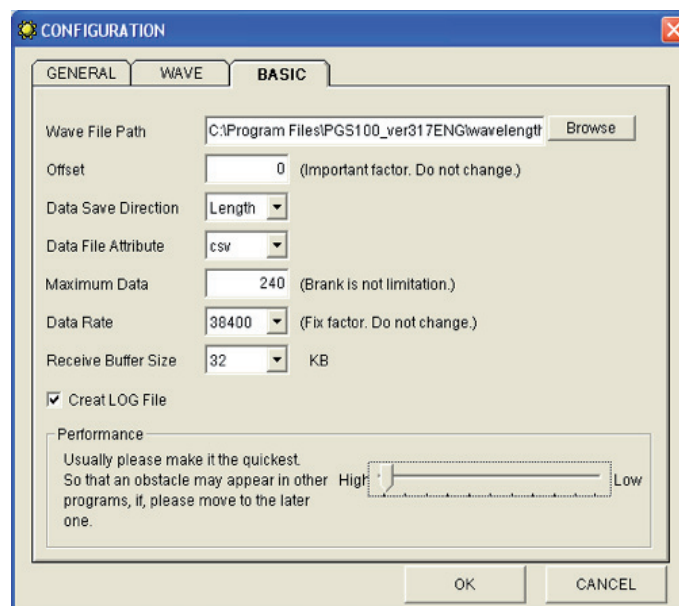 CONFIGURATION
GENERAL WAVE BASIC
Wave File Path C:\Program Files\PGS100_ver317ENG\wavelength Browse
Offset 0 (Important factor. Do not change.)
Data Save Direction Length
Data File Attribute csv
Maximum Data 240 (Brank is not limitation.)
Data Rate 38400 (Fix factor. Do not change.)
Receive Buffer Size 32 KB
Creat LOG File
Performance
Usually please make it the quickest.
So that an obstacle may appear in other High Low
programs, if, please move to the later
one.
OK CANCEL